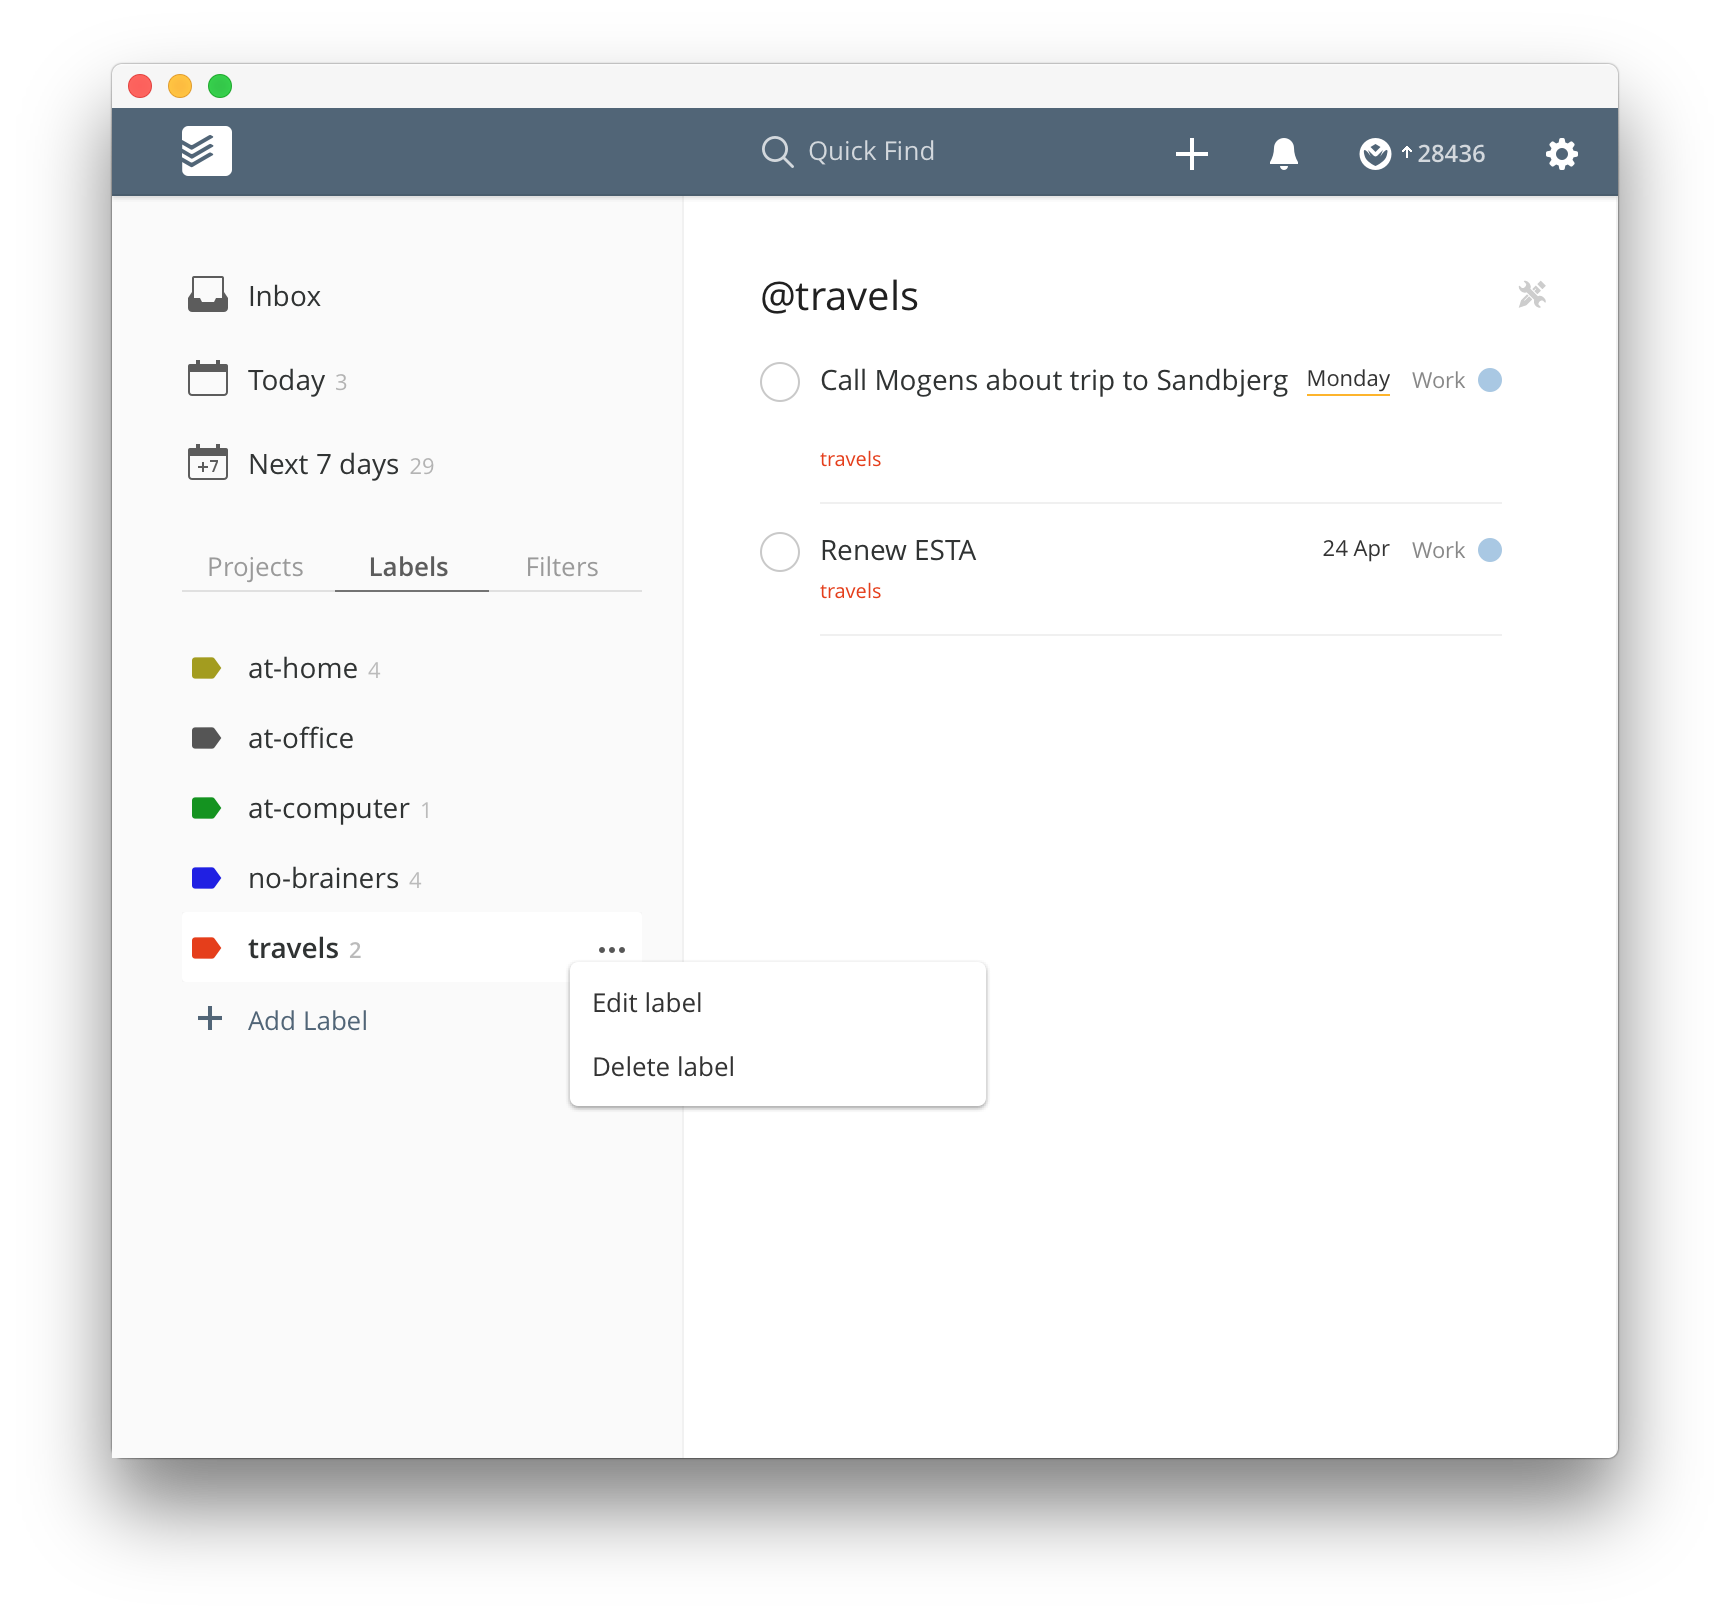 Quick Find
↑28436
Inbox
Today 3
+7
Next 7 days 29
Projects Labels Filters
at-home 4
at-office
at-computer 1
no-brainers 4
travels 2
Add Label
Edit label
Delete label
@travels
Call Mogens about trip to Sandbjerg Monday Work
travels
Renew ESTA 24 Apr Work
travels